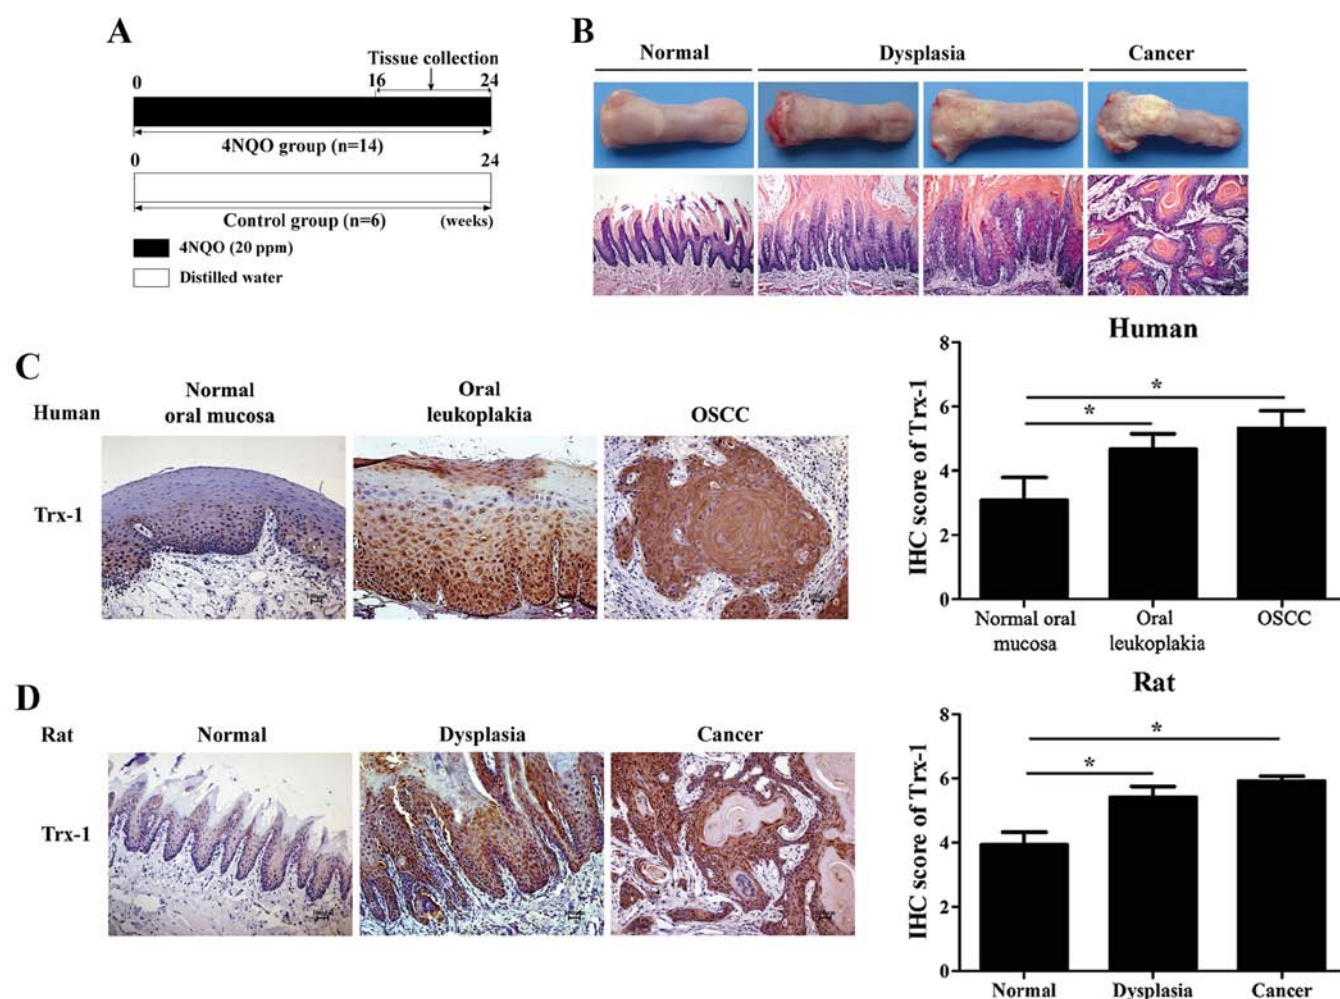 A
Tissue collection
0 16 24
4NQO group (n=14)
0 24
Control group (n=6) (weeks)
4NQO (20 ppm)
Distilled water
B
Normal Dysplasia Cancer
C
Human
Normal
oral mucosa
Oral
leukoplakia
OSCC
Trx-1
Human
IHC score of Trx-1
8
6
4
2
0
*
*
Normal oral
mucosa
Oral
leukoplakia
OSCC
D
Rat Normal Dysplasia Cancer
Trx-1
Rat
IHC score of Trx-1
8
6
4
2
0
*
*
Normal Dysplasia Cancer